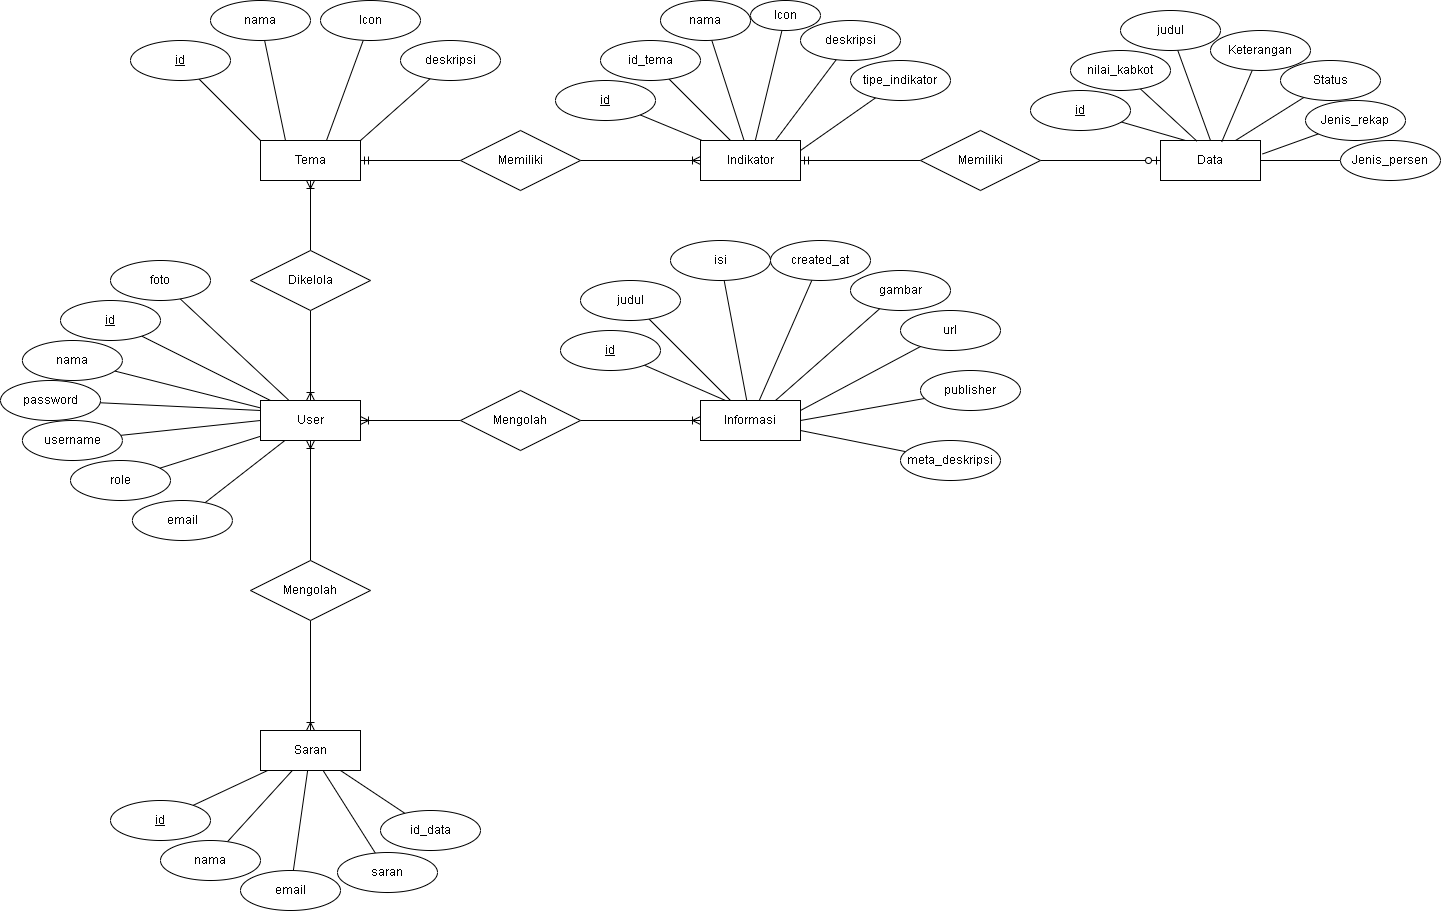 nama
Icon
id
deskripsi
Tema
Memiliki
nama
Icon
id_tema
deskripsi
id
tipe_indikator
Indikator
Memiliki
judul
Keterangan
nilai_kabkot
Status
id
Jenis_rekap
Jenis_persen
Data
Dikelola
foto
id
nama
password
username
role
email
User
Mengolah
isi
created_at
judul
gambar
id
url
publisher
meta_deskripsi
Informasi
Mengolah
Saran
id
nama
email
saran
id_data